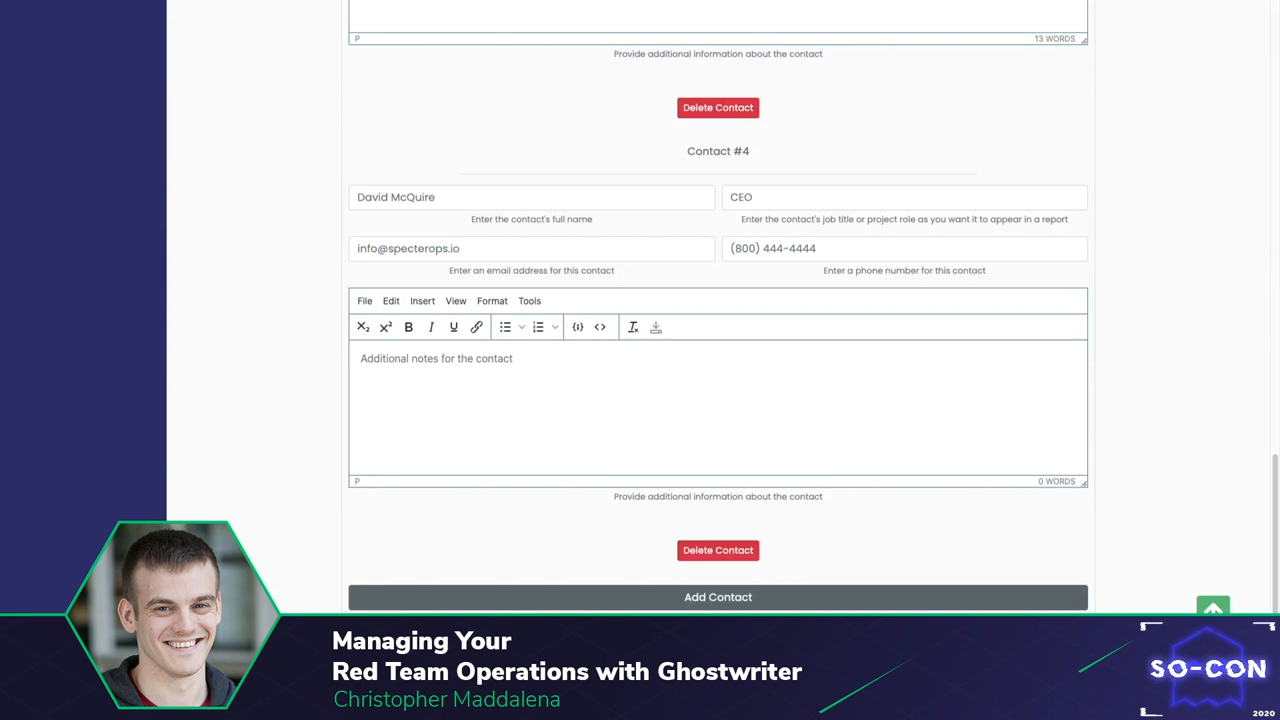 P 13 WORDS
Provide additional information about the contact
Delete Contact
Contact #4
David McQuire CEO
Enter the contact's full name Enter the contact's job title or project role as you want it to appear in a report
info@specterops.io (800) 444-4444
Enter an email address for this contact Enter a phone number for this contact
File Edit Insert View Format Tools
X₂ X² B I U
Additional notes for the contact
P 0 WORDS
Provide additional information about the contact
Delete Contact
Add Contact
Managing Your
Red Team Operations with Ghostwriter
Christopher Maddalena
SO-CON
2020